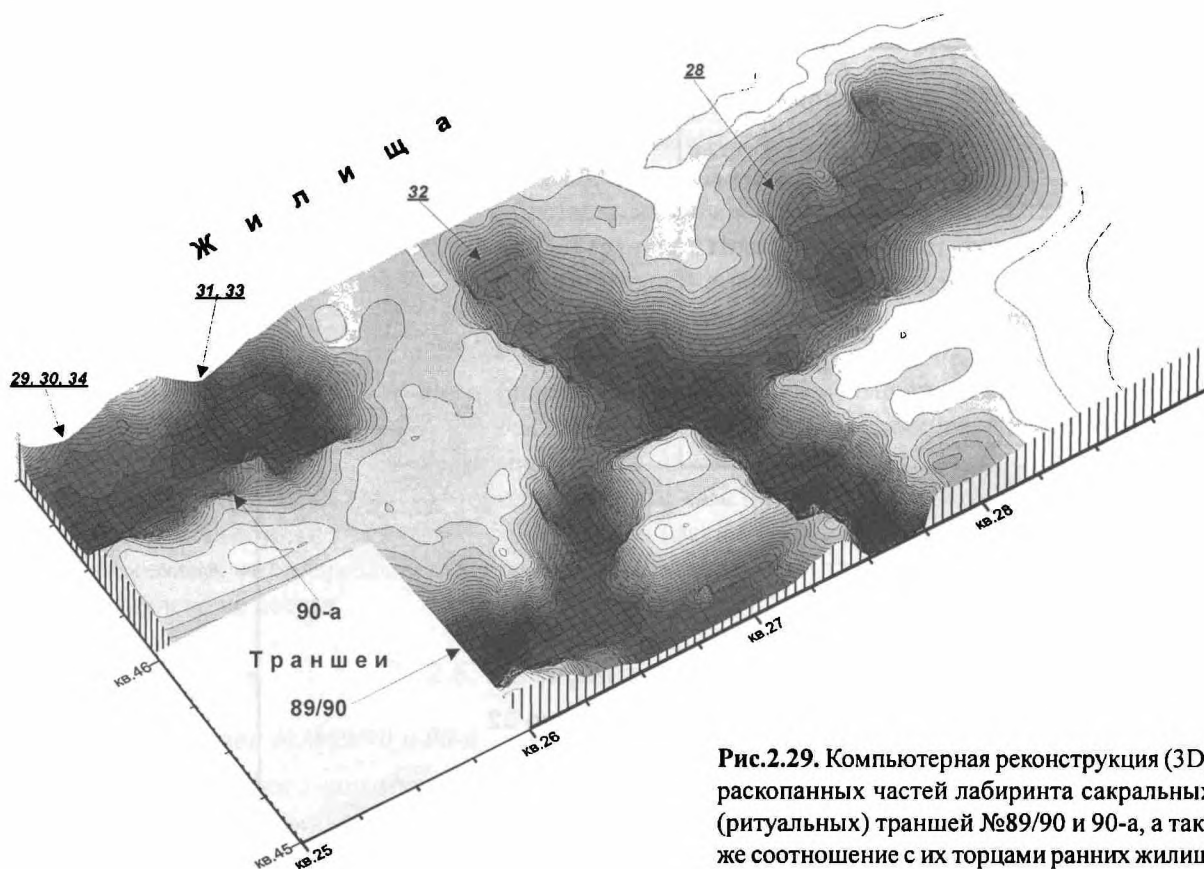 28
Жилища
32
31, 33
29, 30, 34
90-а
Траншеи
89/90
кв.28
кв.27
кв.26
кв.25
кв.46
кв.45
Рис.2.29. Компьютерная реконструкция (3D)
раскопанных частей лабиринта сакральных
(ритуальных) траншей №89/90 и 90-а, а так
же соотношение с их торцами ранних жилищ